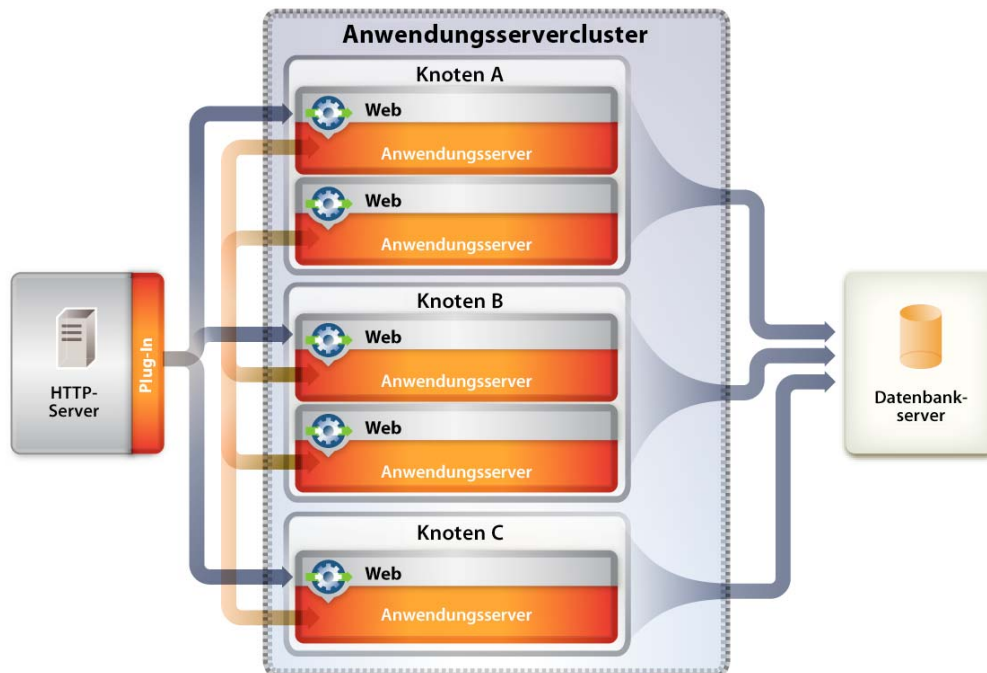 Anwendungsservercluster
Knoten A
Web
Anwendungsserver
Web
Anwendungsserver
Knoten B
Web
Anwendungsserver
Web
Anwendungsserver
Knoten C
Web
Anwendungsserver
HTTP-
Server
Plug-In
Datenbank-
server